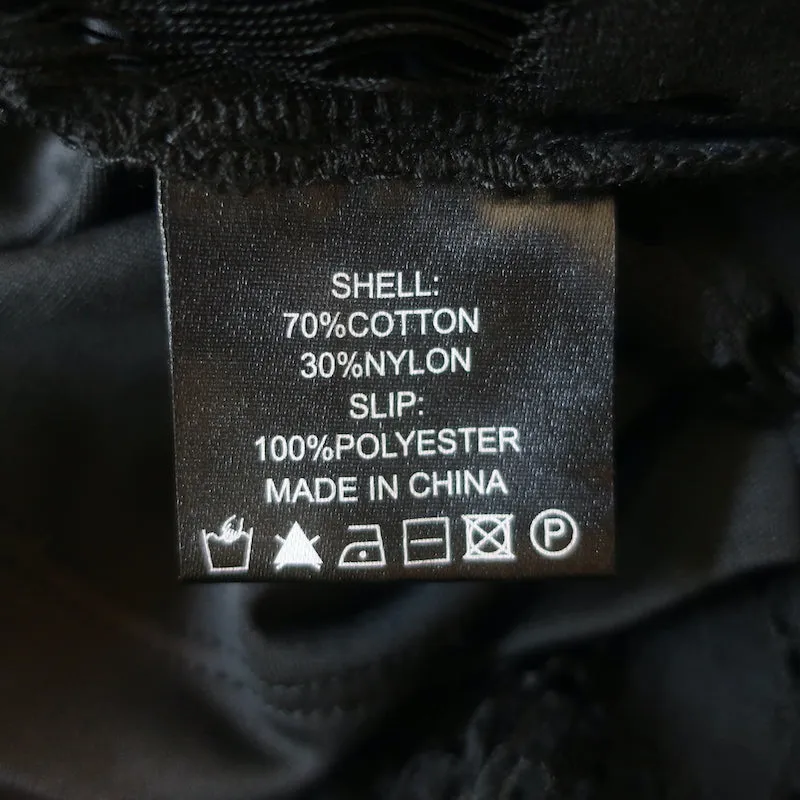 SHELL:
70%COTTON
30%NYLON
SLIP:
100%POLYESTER
MADE IN CHINA
P